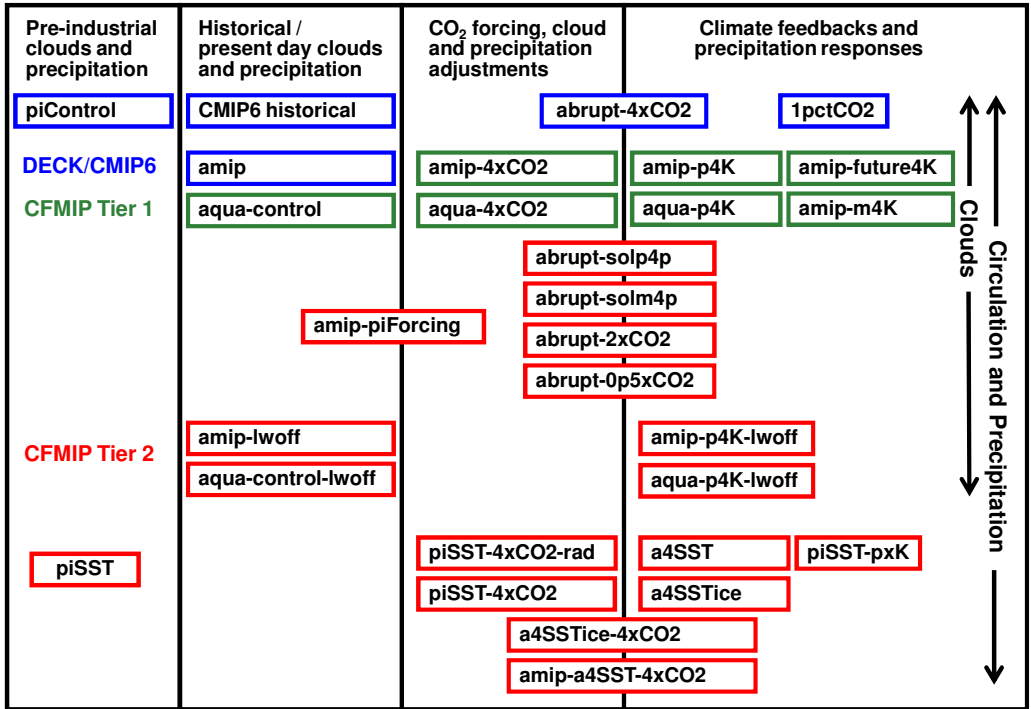 Pre-industrial
clouds and
precipitation
Historical /
present day clouds
and precipitation
CO₂ forcing, cloud
and precipitation
adjustments
Climate feedbacks and
precipitation responses
piControl
CMIP6 historical
abrupt-4xCO2
1pctCO2
DECK/CMIP6
amip
amip-4xCO2
amip-p4K
amip-future4K
CFMIP Tier 1
aqua-control
aqua-4xCO2
aqua-p4K
amip-m4K
abrupt-solp4p
abrupt-solm4p
amip-piForcing
abrupt-2xCO2
abrupt-0p5xCO2
CFMIP Tier 2
amip-lwoff
amip-p4K-lwoff
aqua-control-lwoff
aqua-p4K-lwoff
piSST
piSST-4xCO2-rad
a4SST
piSST-pxK
piSST-4xCO2
a4SSTice
a4SSTice-4xCO2
amip-a4SST-4xCO2
Clouds
Circulation and Precipitation